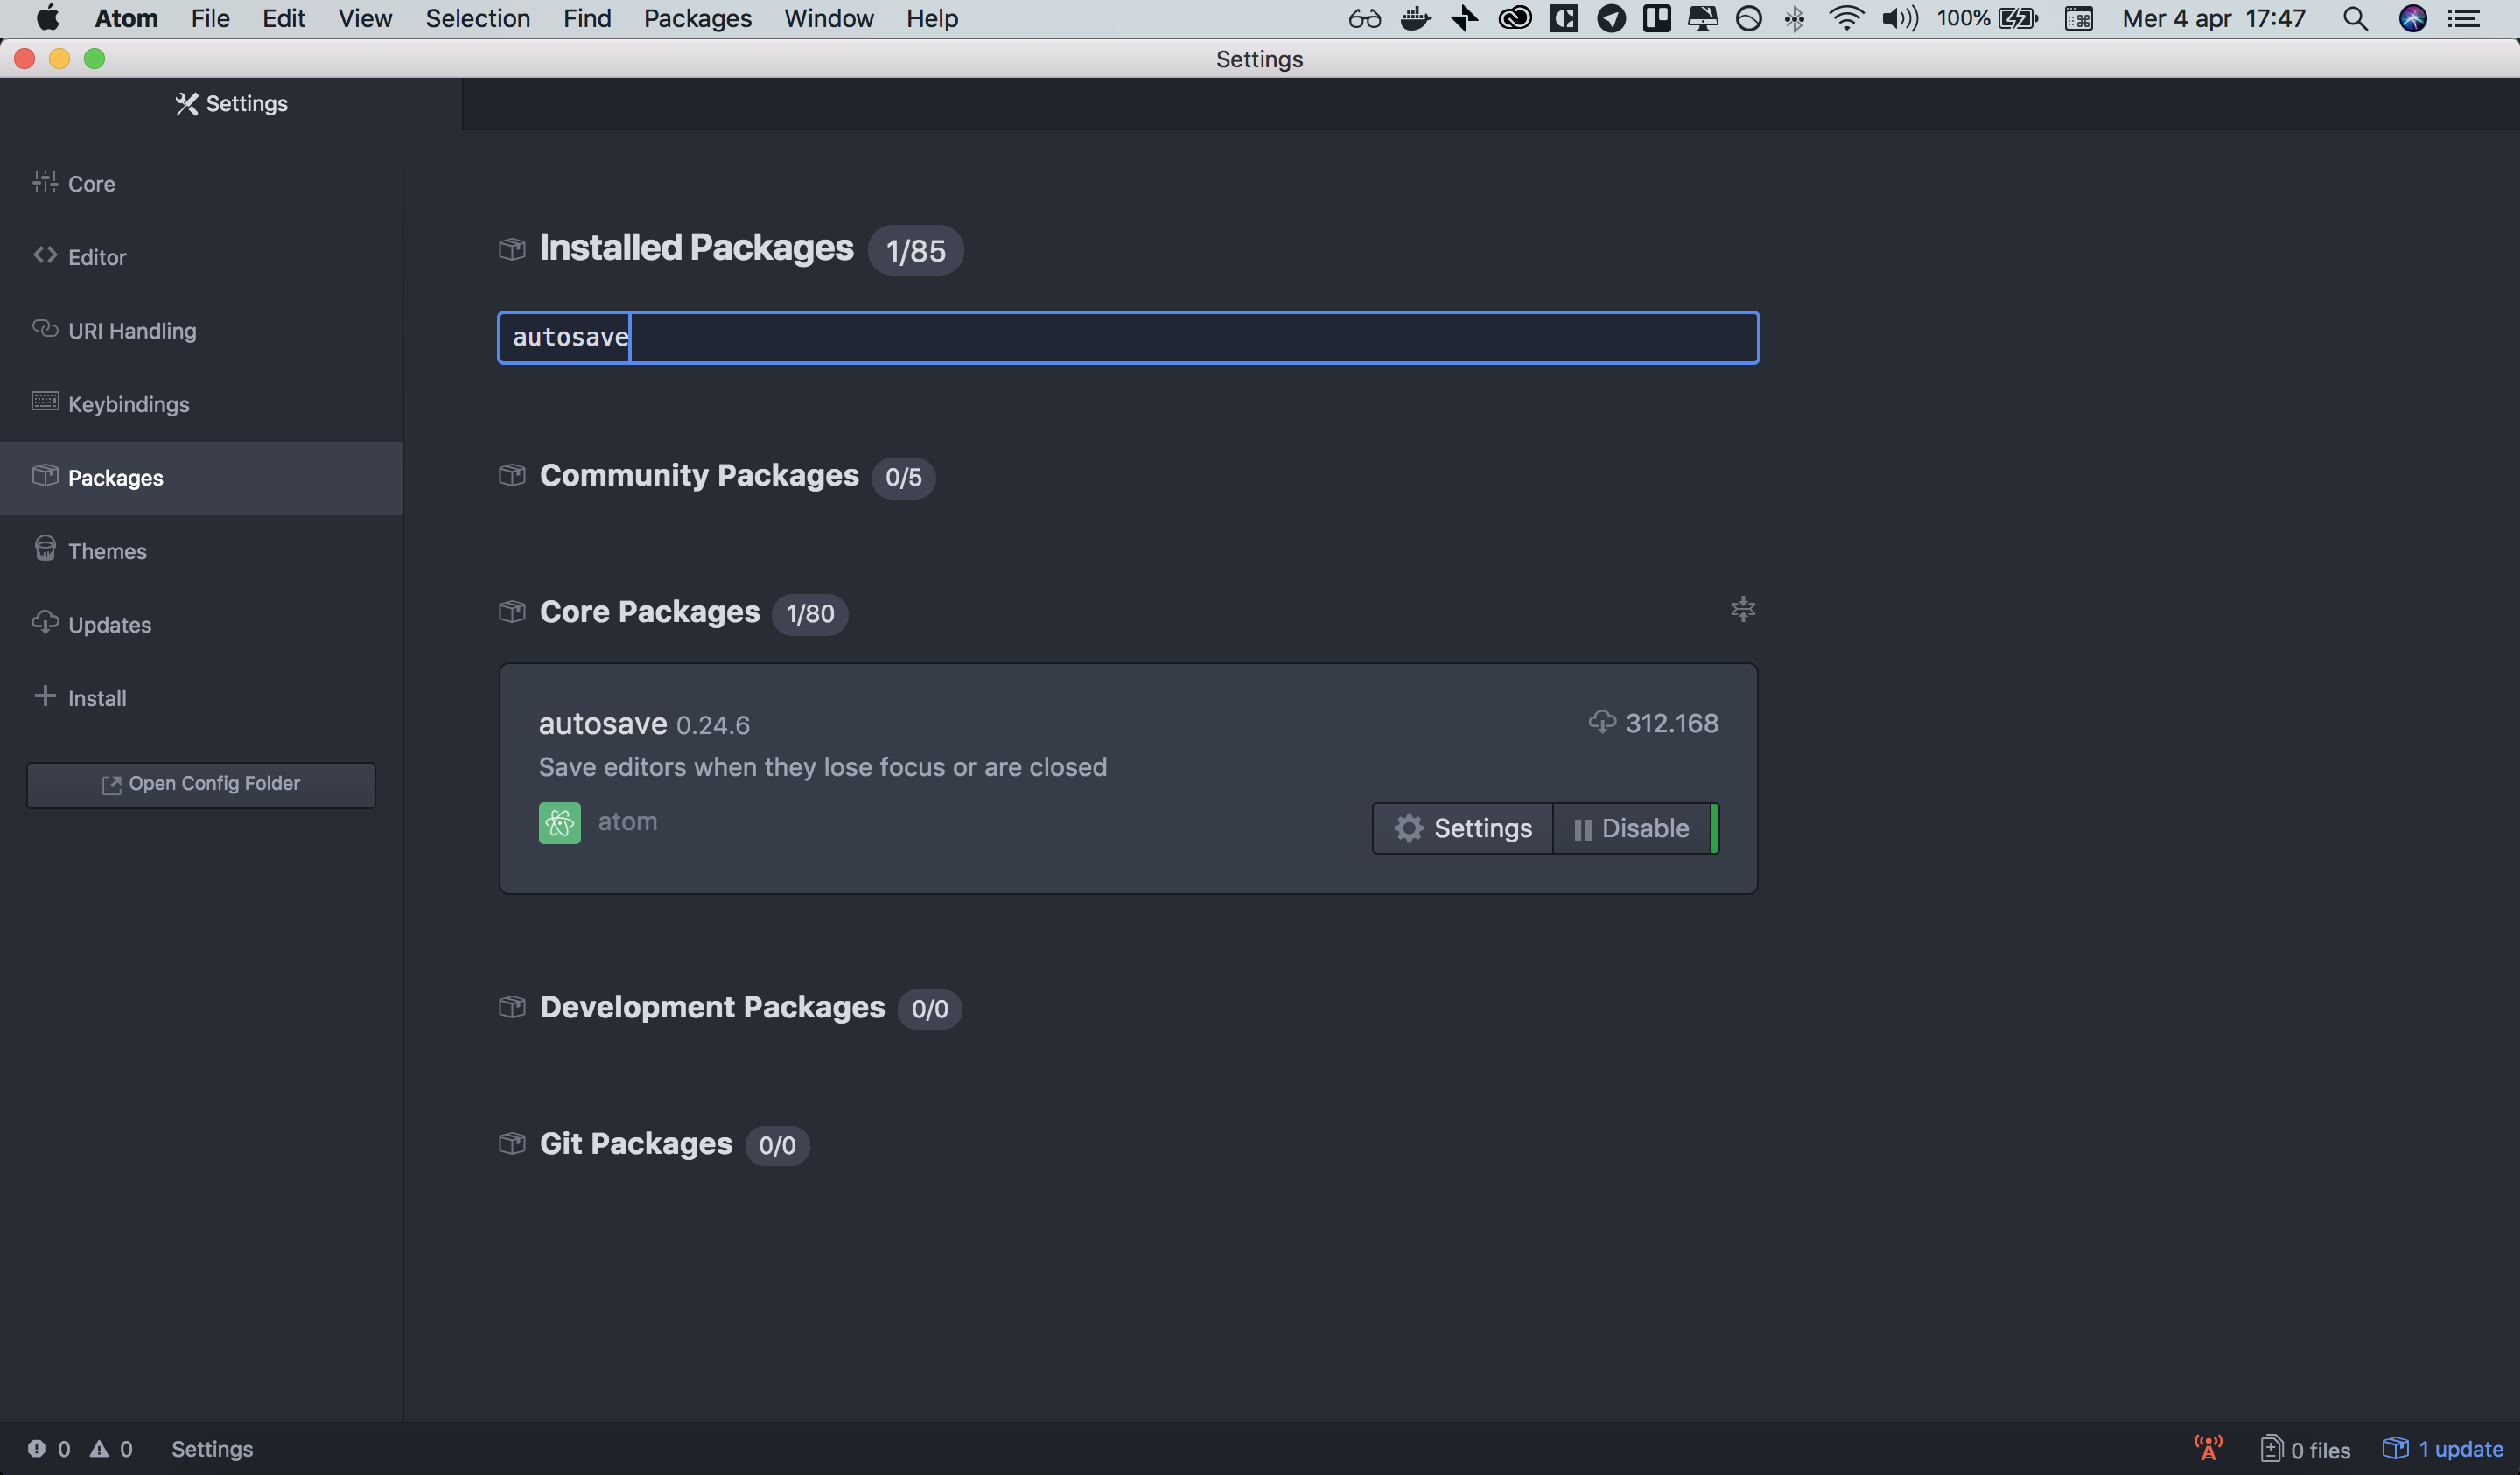 Atom File Edit View Selection Find Packages Window Help 100% Mer 4 apr 17:47
Settings
Settings
Core
Editor
URI Handling
Keybindings
Packages
Themes
Updates
Install
Open Config Folder
Installed Packages 1/85
autosave
Community Packages 0/5
Core Packages 1/80
autosave 0.24.6 312.168
Save editors when they lose focus or are closed
atom
Settings Disable
Development Packages 0/0
Git Packages 0/0
0 0 Settings 0 files 1 update